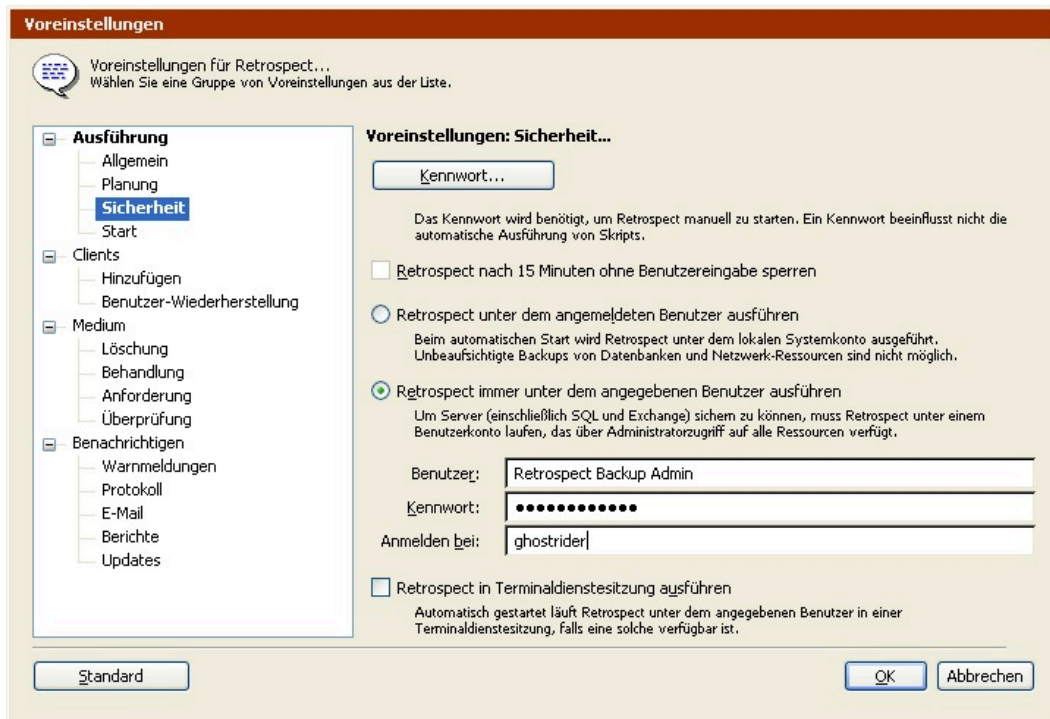 Voreinstellungen
Voreinstellungen für Retrospect...
Wählen Sie eine Gruppe von Voreinstellungen aus der Liste.
Ausführung
Allgemein
Planung
Sicherheit
Start
Clients
Hinzufügen
Benutzer-Wiederherstellung
Medium
Löschung
Behandlung
Anforderung
Überprüfung
Benachrichtigen
Warnmeldungen
Protokoll
E-Mail
Berichte
Updates
Voreinstellungen: Sicherheit...
Kennwort...
Das Kennwort wird benötigt, um Retrospect manuell zu starten. Ein Kennwort beeinflusst nicht die
automatische Ausführung von Skripts.
Retrospect nach 15 Minuten ohne Benutzereingabe sperren
Retrospect unter dem angemeldeten Benutzer ausführen
Beim automatischen Start wird Retrospect unter dem lokalen Systemkonto ausgeführt.
Unbeaufsichtigte Backups von Datenbanken und Netzwerk-Ressourcen sind nicht möglich.
Retrospect immer unter dem angegebenen Benutzer ausführen
Um Server (einschließlich SQL und Exchange) sichern zu können, muss Retrospect unter einem
Benutzerkonto laufen, das über Administratorzugriff auf alle Ressourcen verfügt.
Benutzer: Retrospect Backup Admin
Kennwort: ●●●●●●●●●●●●
Anmelden bei: ghostrider
Retrospect in Terminaldienstesitzung ausführen
Automatisch gestartet läuft Retrospect unter dem angegebenen Benutzer in einer
Terminaldienstesitzung, falls eine solche verfügbar ist.
Standard
OK
Abbrechen